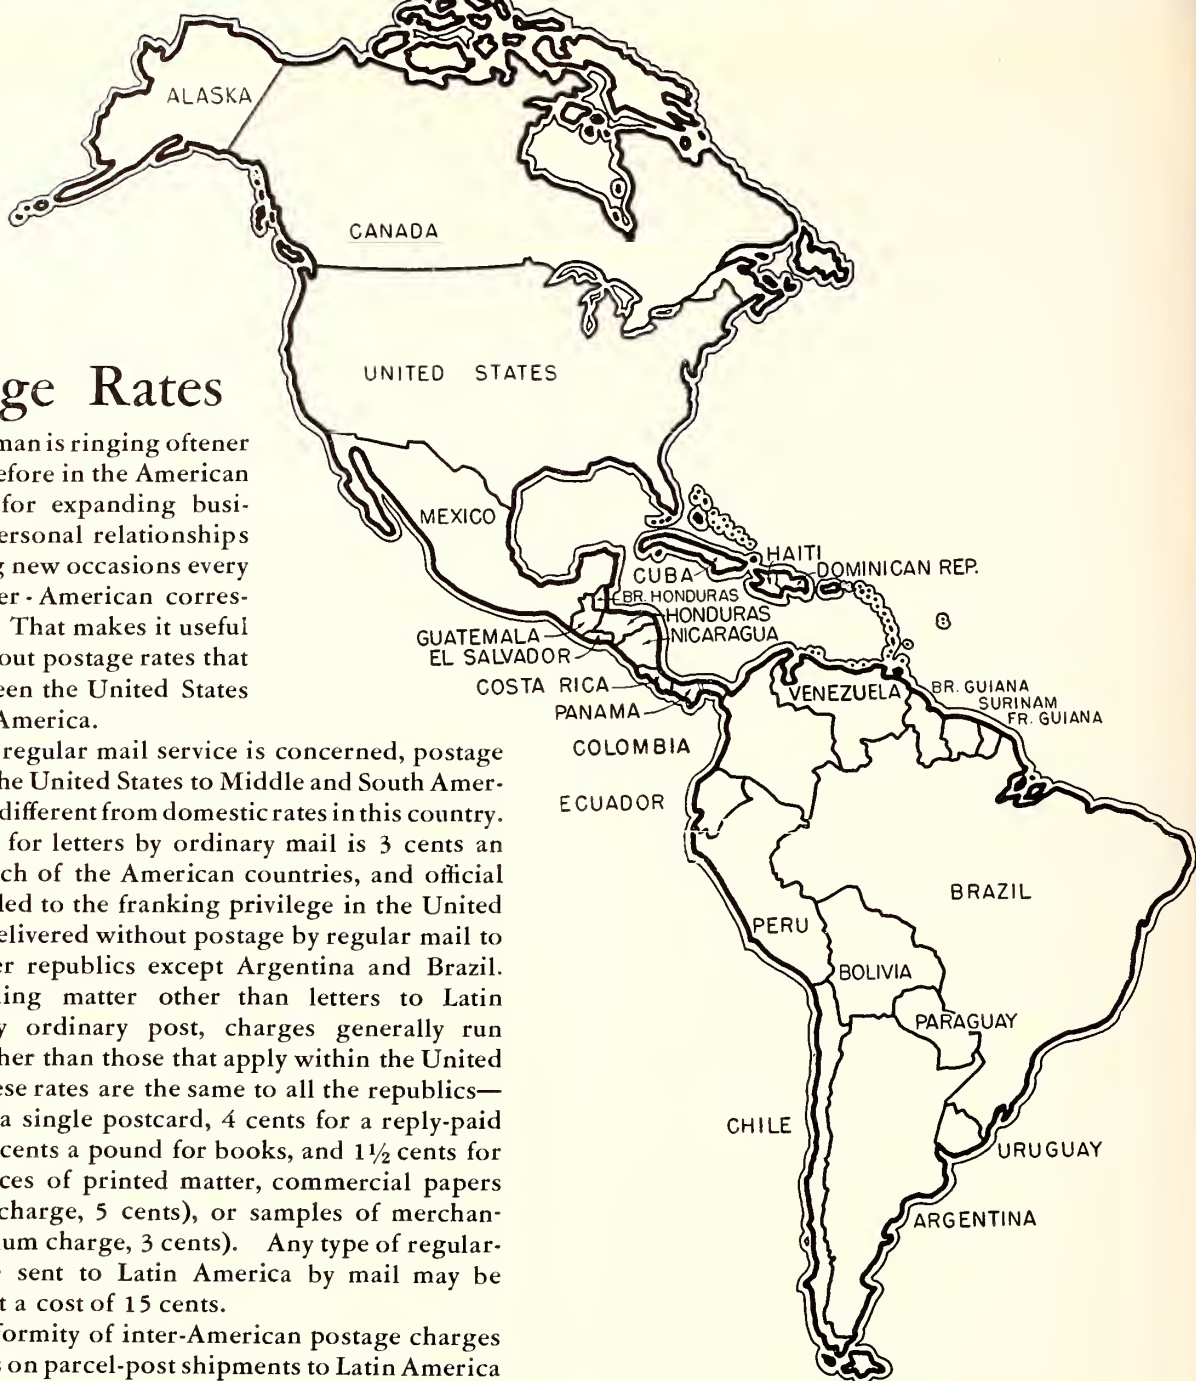 ALASKA
CANADA
UNITED STATES
MEXICO
CUBA
HAITI
DOMINICAN REP.
BR. HONDURAS
HONDURAS
NICARAGUA
GUATEMALA
EL SALVADOR
COSTA RICA
PANAMA
VENEZUELA
BR. GUIANA
SURINAM
FR. GUIANA
COLOMBIA
ECUADOR
BRAZIL
PERU
BOLIVIA
PARAGUAY
CHILE
URUGUAY
ARGENTINA
ge Rates
man is ringing oftener
efore in the American
for expanding busi-
ersonal relationships
g new occasions every
er-American corres-
That makes it useful
out postage rates that
een the United States
America.
regular mail service is concerned, postage
he United States to Middle and South Amer-
different from domestic rates in this country.
for letters by ordinary mail is 3 cents an
ch of the American countries, and official
led to the franking privilege in the United
elivered without postage by regular mail to
er republics except Argentina and Brazil.
ing matter other than letters to Latin
y ordinary post, charges generally run
her than those that apply within the United
ese rates are the same to all the republics—
a single postcard, 4 cents for a reply-paid
cents a pound for books, and 1½ cents for
ces of printed matter, commercial papers
charge, 5 cents), or samples of merchan-
um charge, 3 cents). Any type of regular-
sent to Latin America by mail may be
t a cost of 15 cents.
formity of inter-American postage charges
s on parcel-post shipments to Latin America